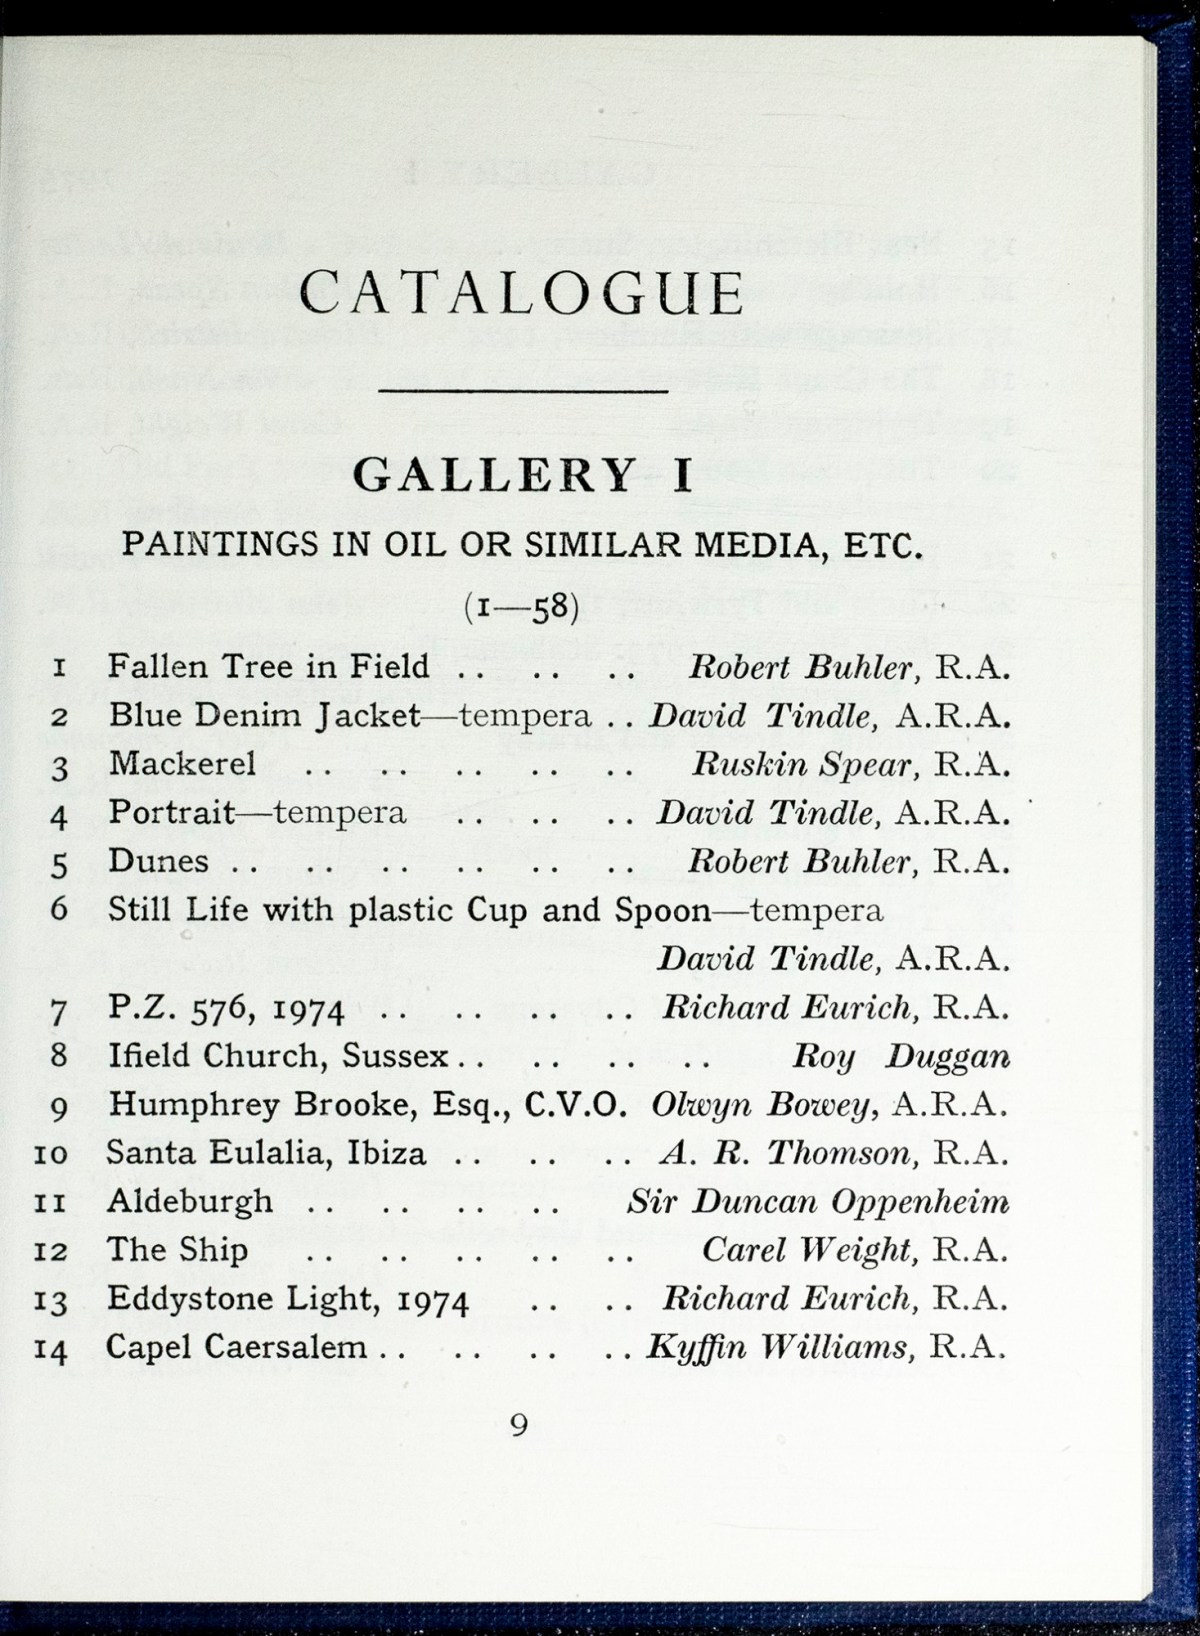 CATALOGUE
GALLERY I
PAINTINGS IN OIL OR SIMILAR MEDIA, ETC.
(1—58)
1 Fallen Tree in Field .. .. .. Robert Buhler, R.A.
2 Blue Denim Jacket—tempera .. David Tindle, A.R.A.
3 Mackerel .. .. .. .. .. Ruskin Spear, R.A.
4 Portrait—tempera .. .. .. David Tindle, A.R.A.
5 Dunes .. .. .. .. .. .. Robert Buhler, R.A.
6 Still Life with plastic Cup and Spoon—tempera
David Tindle, A.R.A.
7 P.Z. 576, 1974 .. .. .. .. Richard Eurich, R.A.
8 Ifield Church, Sussex .. .. .. .. Roy Duggan
9 Humphrey Brooke, Esq., C.V.O. Olwyn Bowey, A.R.A.
10 Santa Eulalia, Ibiza .. .. .. A. R. Thomson, R.A.
11 Aldeburgh .. .. .. .. Sir Duncan Oppenheim
12 The Ship .. .. .. .. .. Carel Weight, R.A.
13 Eddystone Light, 1974 .. .. Richard Eurich, R.A.
14 Capel Caersalem .. .. .. .. Kyffin Williams, R.A.
9